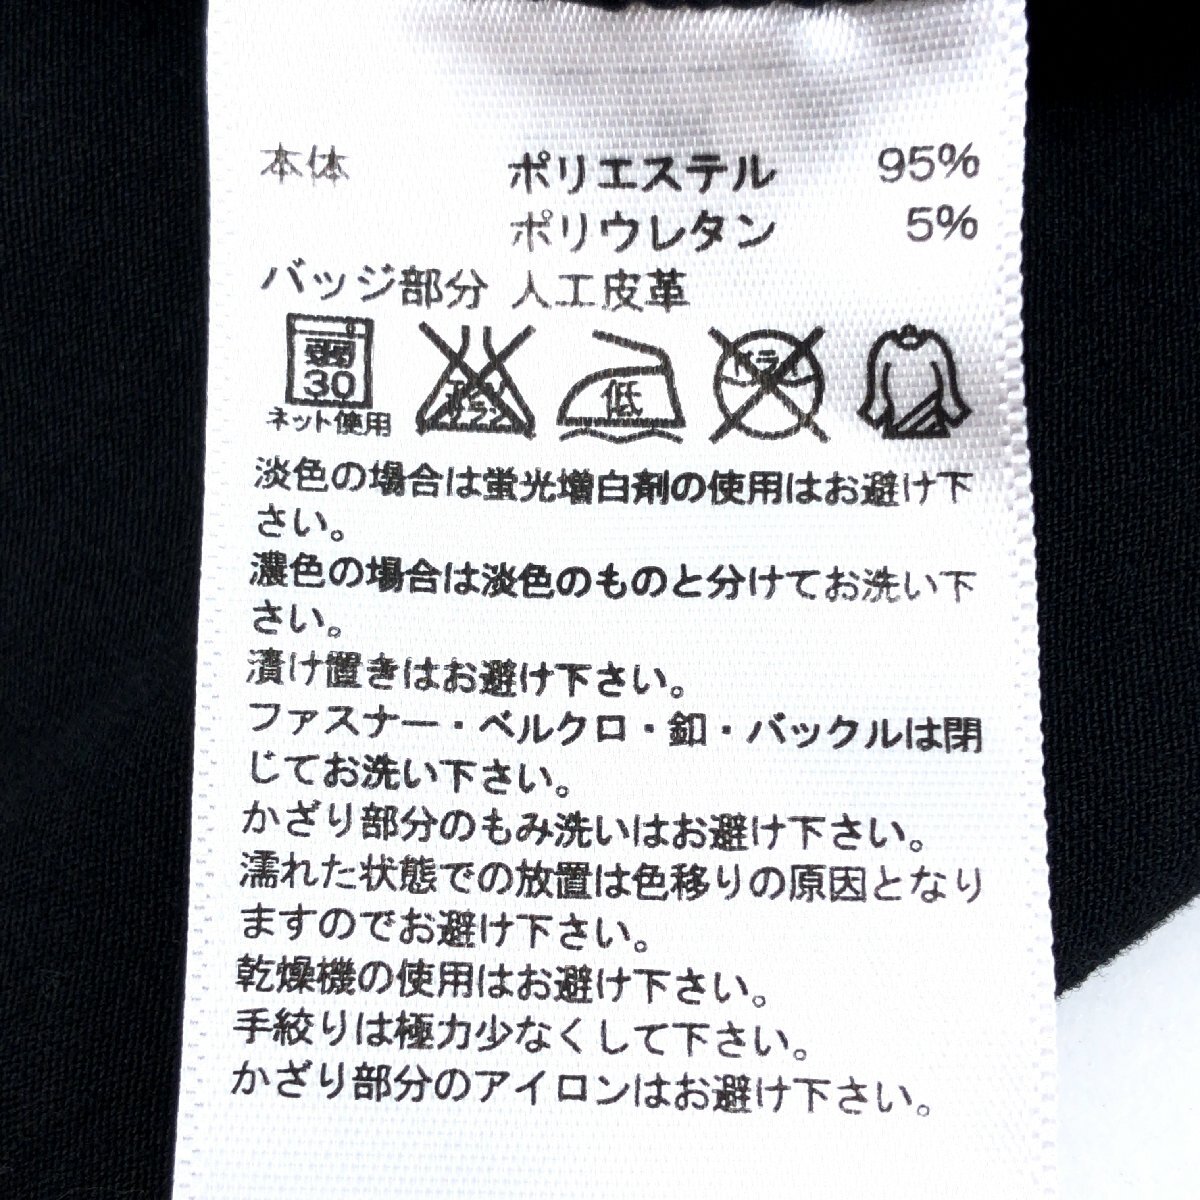 本体 ポリエステル 95%
ポリウレタン 5%
バッジ部分 人工皮革
30 低 ドライ
ネット使用
淡色の場合は蛍光増白剤の使用はお避け下
さい。
濃色の場合は淡色のものと分けてお洗い下
さい。
漬け置きはお避け下さい。
ファスナー・ベルクロ・釦・バックルは閉
じてお洗い下さい。
かざり部分のもみ洗いはお避け下さい。
濡れた状態での放置は色移りの原因となり
ますのでお避け下さい。
乾燥機の使用はお避け下さい。
手絞りは極力少なくして下さい。
かざり部分のアイロンはお避け下さい。